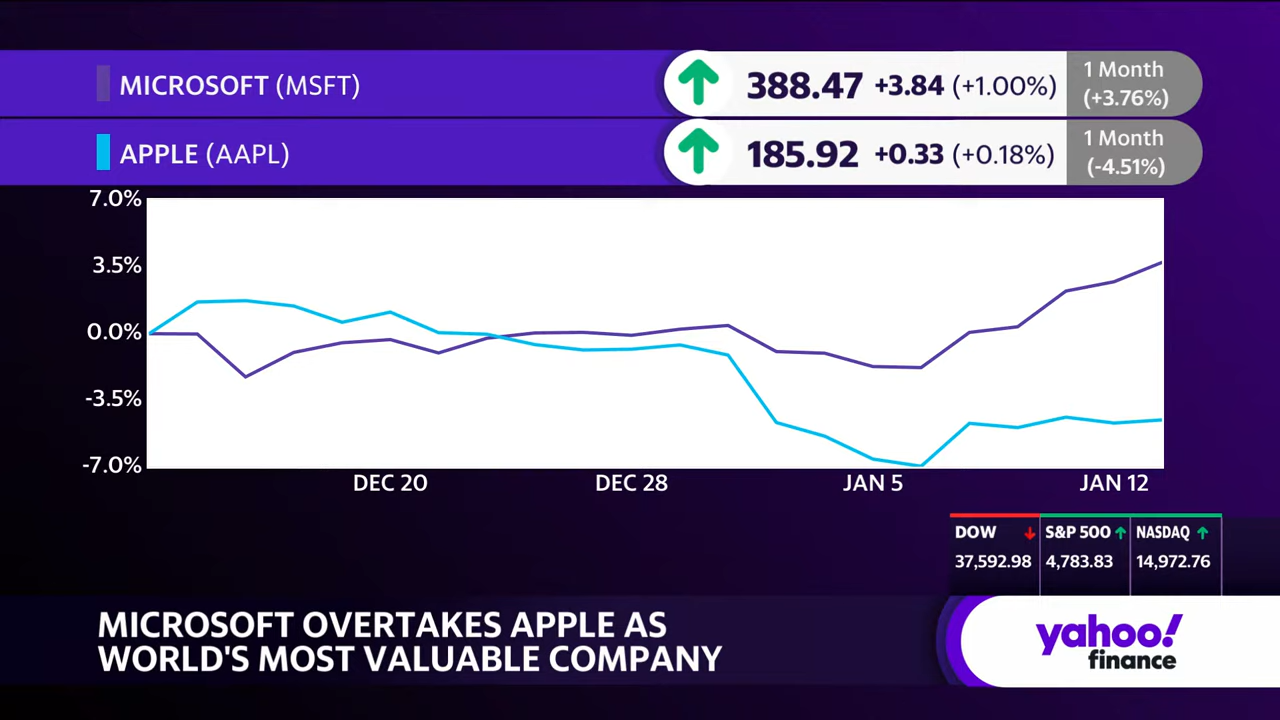 MICROSOFT (MSFT) 388.47 +3.84 (+1.00%) 1 Month (+3.76%)
APPLE (AAPL) 185.92 +0.33 (+0.18%) 1 Month (-4.51%)
7.0%
3.5%
0.0%
-3.5%
-7.0%
DEC 20 DEC 28 JAN 5 JAN 12
DOW S&P 500 NASDAQ
37,592.98 4,783.83 14,972.76
MICROSOFT OVERTAKES APPLE AS
WORLD'S MOST VALUABLE COMPANY
yahoo!
finance